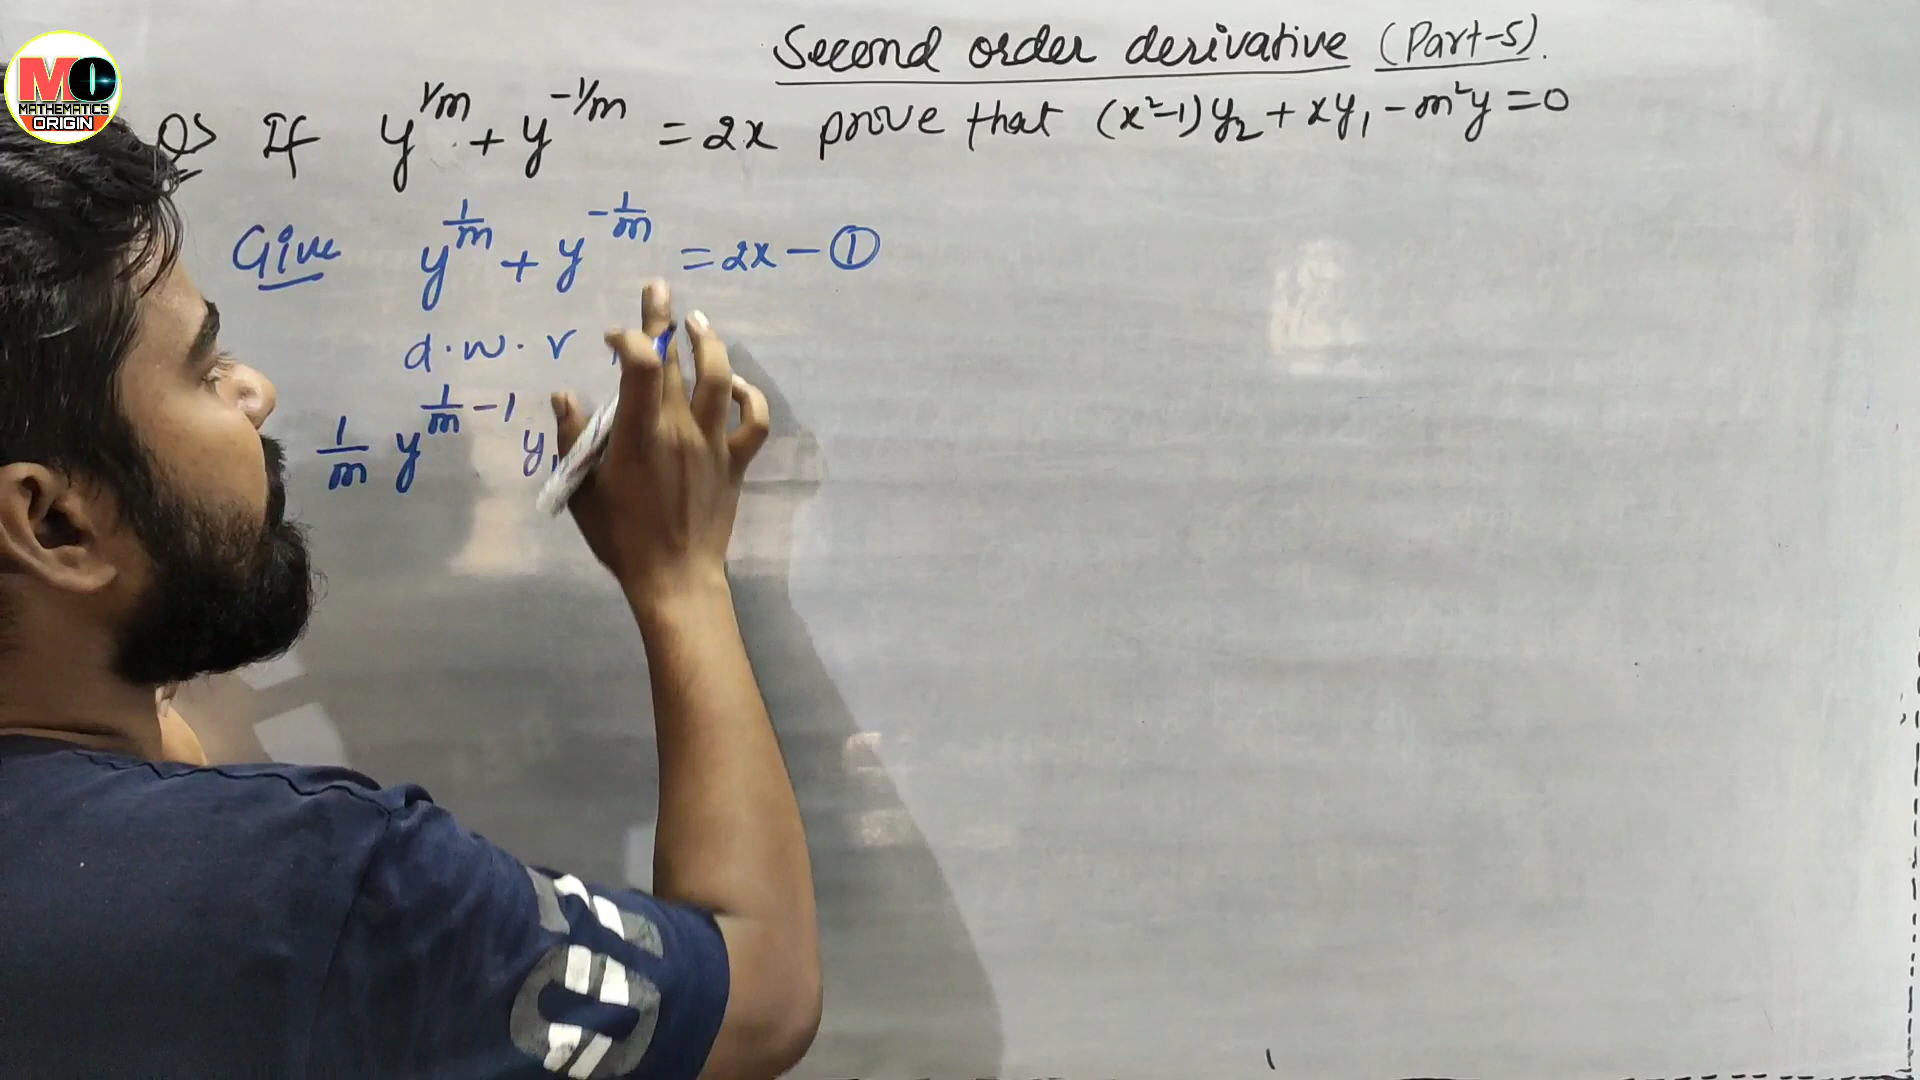 Second order derivative (Part-5).
MC
MATHEMATICS
ORIGIN
If y^1/m + y^-1/m = 2x prove that (x²-1)y₂ + xy₁ - m²y = 0
Give y^(1/m) + y^(-1/m) = 2x - ①
d.w.r
1/m y^(1/m - 1) y₁